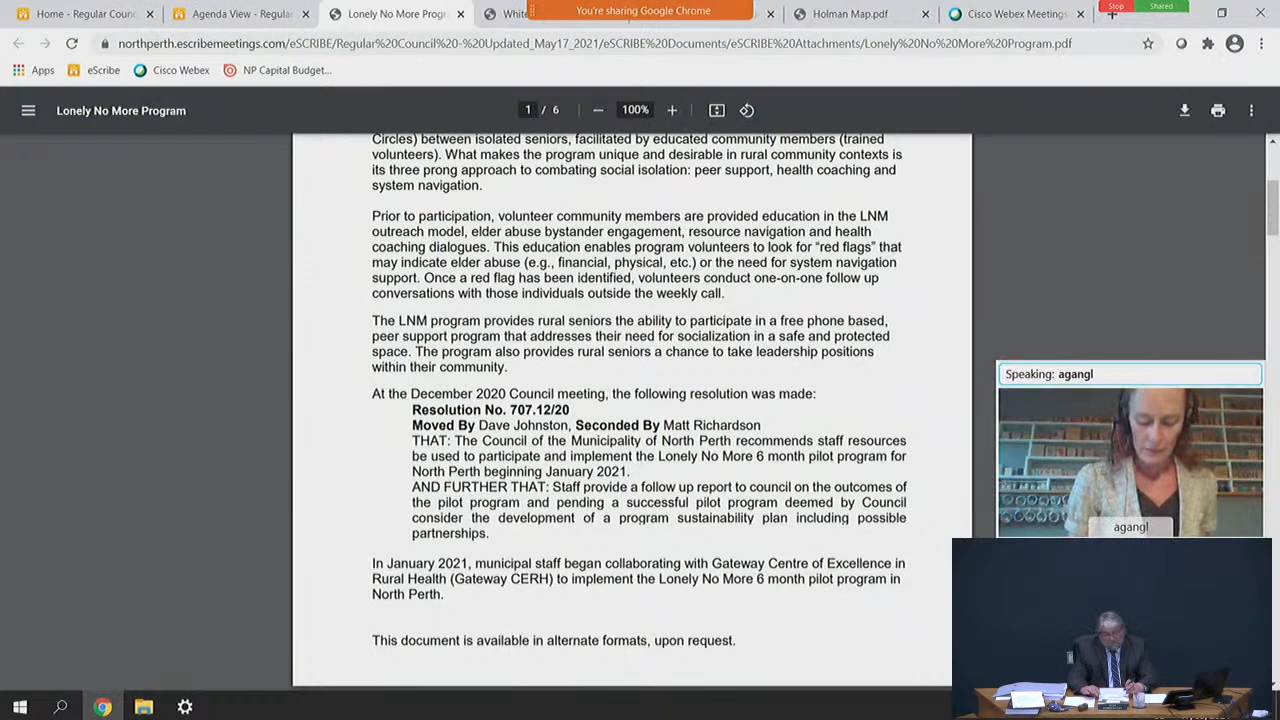 Home - Regular Counc
Agenda View - Regula
Lonely No More Progr
White
You're sharing Google Chrome
Holman Map.pdf
Cisco Webex Meetings
Stop
Shared
northperth.escribemeetings.com/eSCRIBE/Regular%20Council%20-%20Updated_May17_2021/eSCRIBE%20Documents/eSCRIBE%20Attachments/Lonely%20No%20More%20Program.pdf
Apps
eScribe
Cisco Webex
NP Capital Budget...
Lonely No More Program
1 / 6
100%
Circles) between isolated seniors, facilitated by educated community members (trained
volunteers). What makes the program unique and desirable in rural community contexts is
its three prong approach to combating social isolation: peer support, health coaching and
system navigation.
Prior to participation, volunteer community members are provided education in the LNM
outreach model, elder abuse bystander engagement, resource navigation and health
coaching dialogues. This education enables program volunteers to look for “red flags” that
may indicate elder abuse (e.g., financial, physical, etc.) or the need for system navigation
support. Once a red flag has been identified, volunteers conduct one-on-one follow up
conversations with those individuals outside the weekly call.
The LNM program provides rural seniors the ability to participate in a free phone based,
peer support program that addresses their need for socialization in a safe and protected
space. The program also provides rural seniors a chance to take leadership positions
within their community.
At the December 2020 Council meeting, the following resolution was made:
Resolution No. 707.12/20
Moved By Dave Johnston, Seconded By Matt Richardson
THAT: The Council of the Municipality of North Perth recommends staff resources
be used to participate and implement the Lonely No More 6 month pilot program for
North Perth beginning January 2021.
AND FURTHER THAT: Staff provide a follow up report to council on the outcomes of
the pilot program and pending a successful pilot program deemed by Council
consider the development of a program sustainability plan including possible
partnerships.
In January 2021, municipal staff began collaborating with Gateway Centre of Excellence in
Rural Health (Gateway CERH) to implement the Lonely No More 6 month pilot program in
North Perth.
This document is available in alternate formats, upon request.
Speaking: agangl
agangl